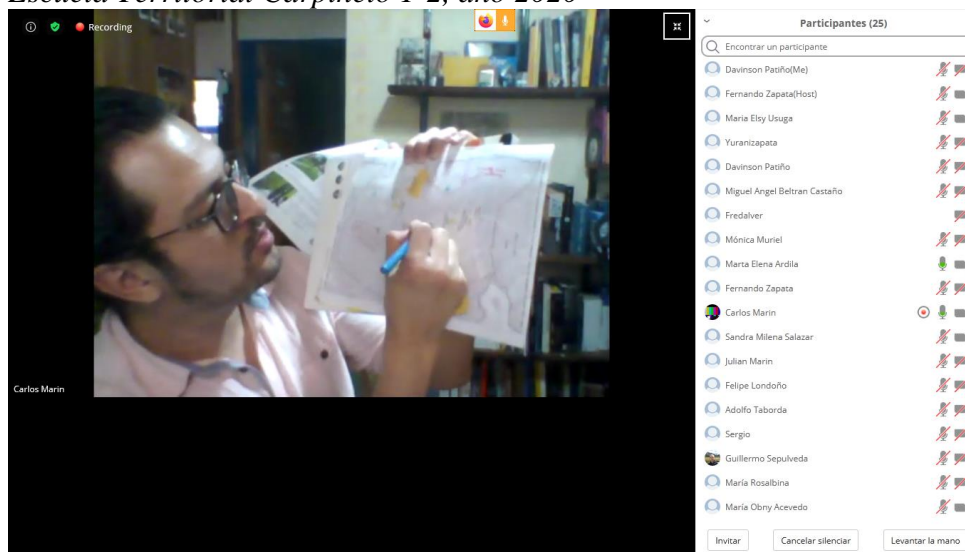 Escuela Territorial Carpinelo 1-2, año 2020
Recording
Carlos Marin
Participantes (25)
Encontrar un participante
Davinson Patiño(Me)
Fernando Zapata(Host)
Maria Elsy Usuga
Yuranizapata
Davinson Patiño
Miguel Angel Beltran Castaño
Fredalver
Mónica Muriel
Marta Elena Ardila
Fernando Zapata
Carlos Marin
Sandra Milena Salazar
Julian Marin
Felipe Londoño
Adolfo Taborda
Sergio
Guillermo Sepulveda
María Rosalbina
María Obny Acevedo
Invitar Cancelar silenciar Levantar la mano